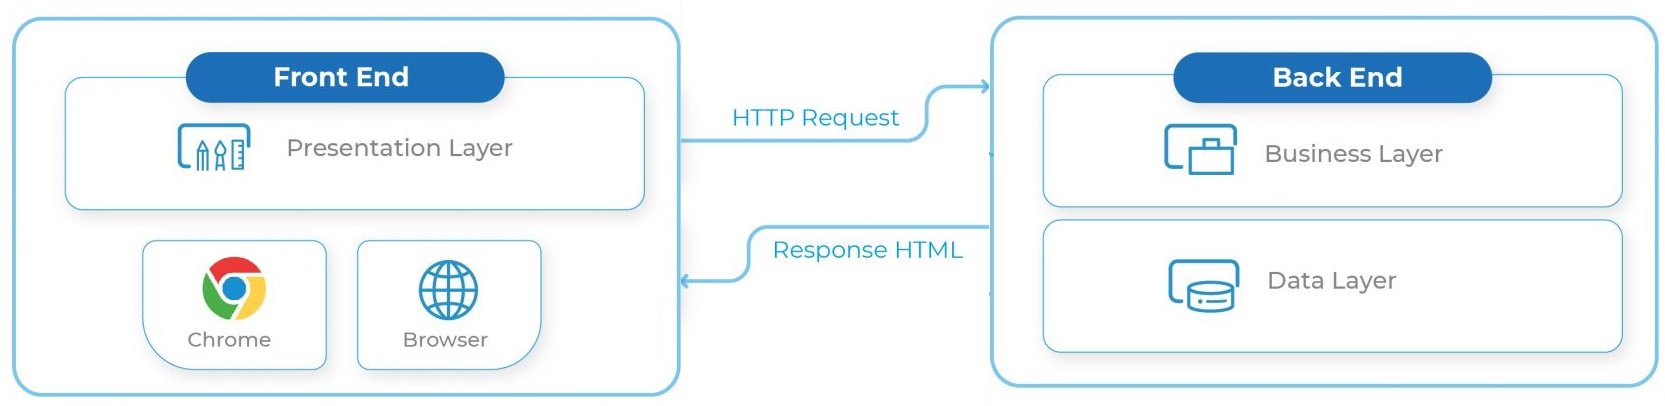 Front End
Presentation Layer
Chrome
Browser
HTTP Request
Response HTML
Back End
Business Layer
Data Layer